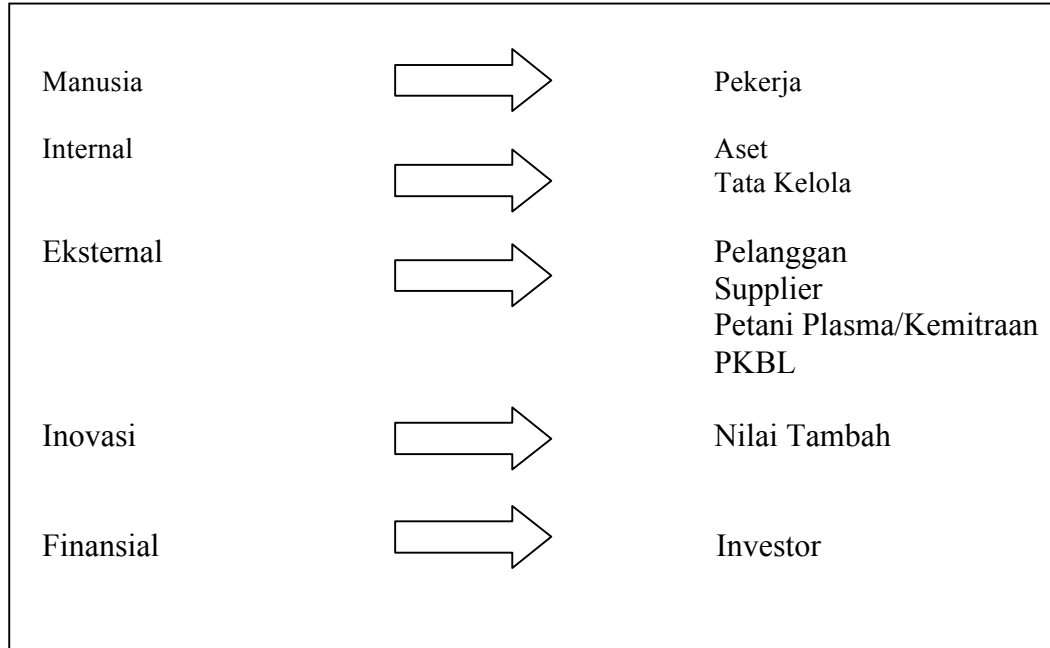 Manusia Pekerja
Internal Aset
Tata Kelola
Eksternal Pelanggan
Supplier
Petani Plasma/Kemitraan
PKBL
Inovasi Nilai Tambah
Finansial Investor